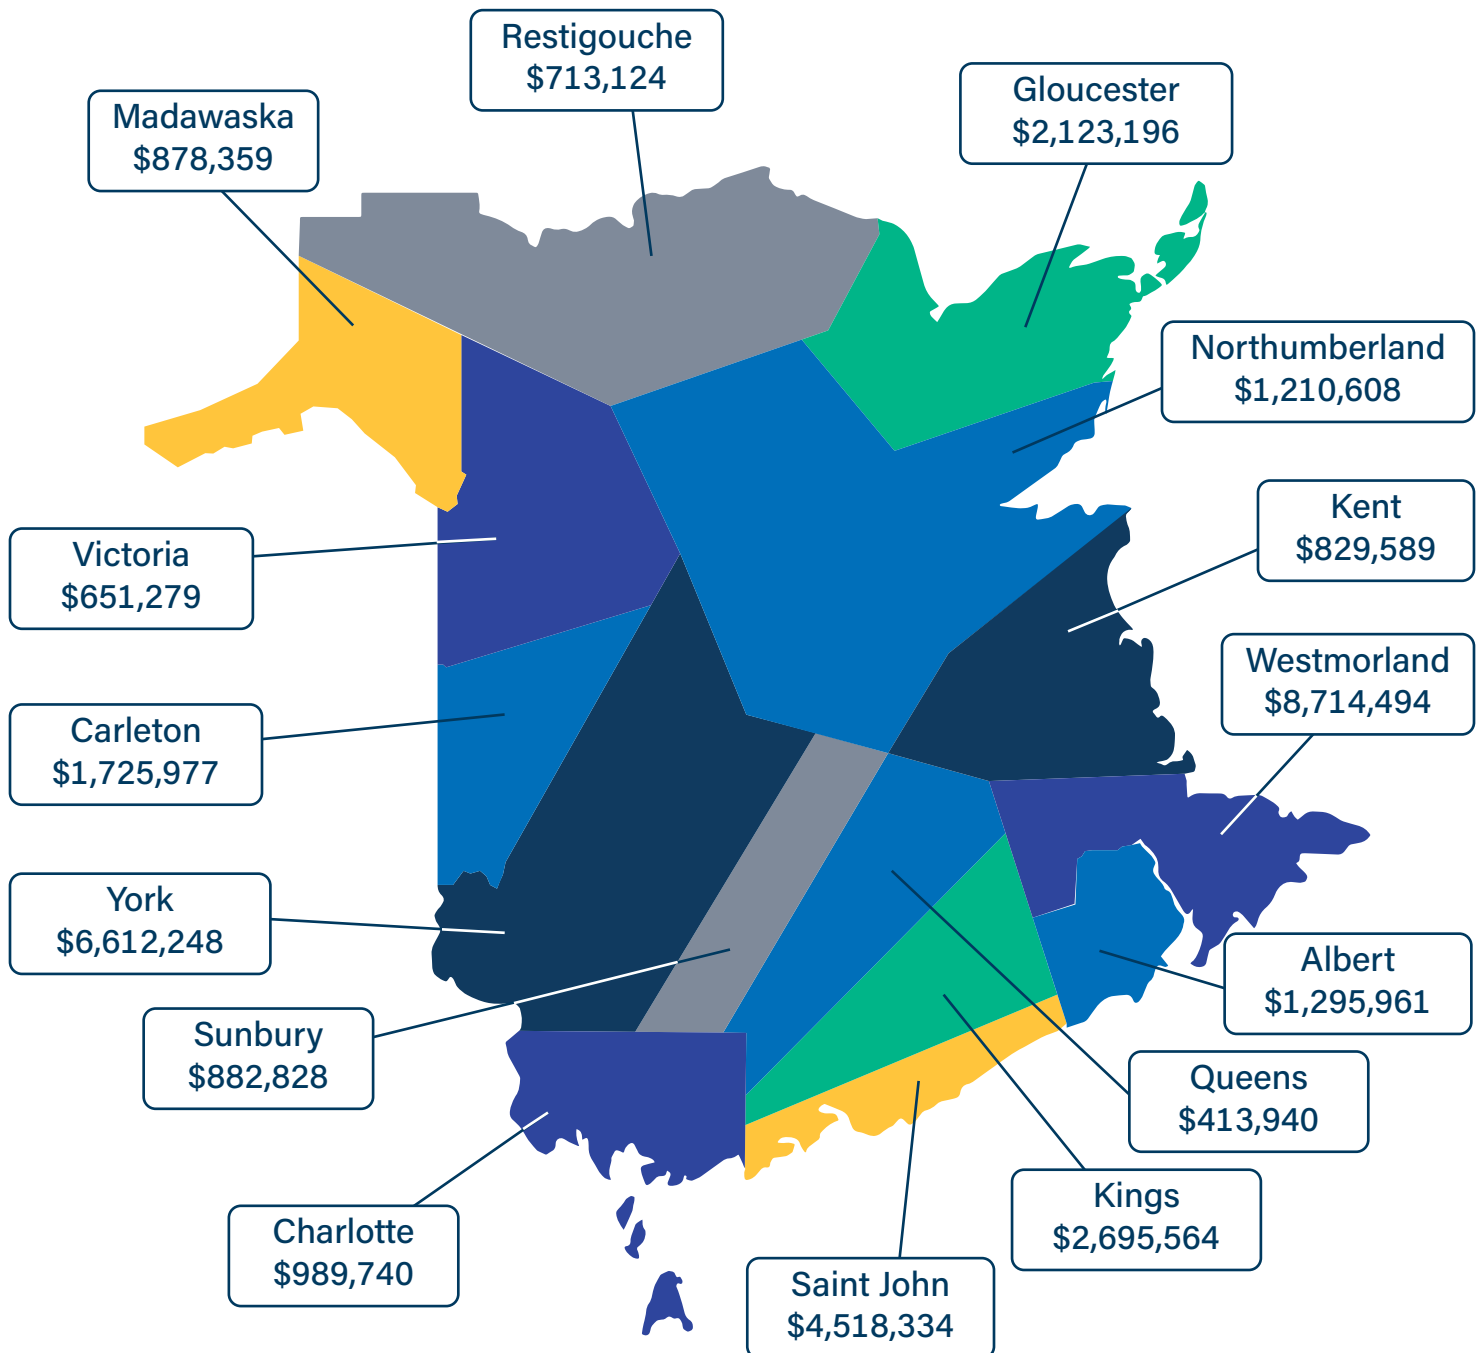 Restigouche
$713,124
Gloucester
$2,123,196
Madawaska
$878,359
Northumberland
$1,210,608
Kent
$829,589
Victoria
$651,279
Westmorland
$8,714,494
Carleton
$1,725,977
York
$6,612,248
Albert
$1,295,961
Sunbury
$882,828
Queens
$413,940
Kings
$2,695,564
Charlotte
$989,740
Saint John
$4,518,334